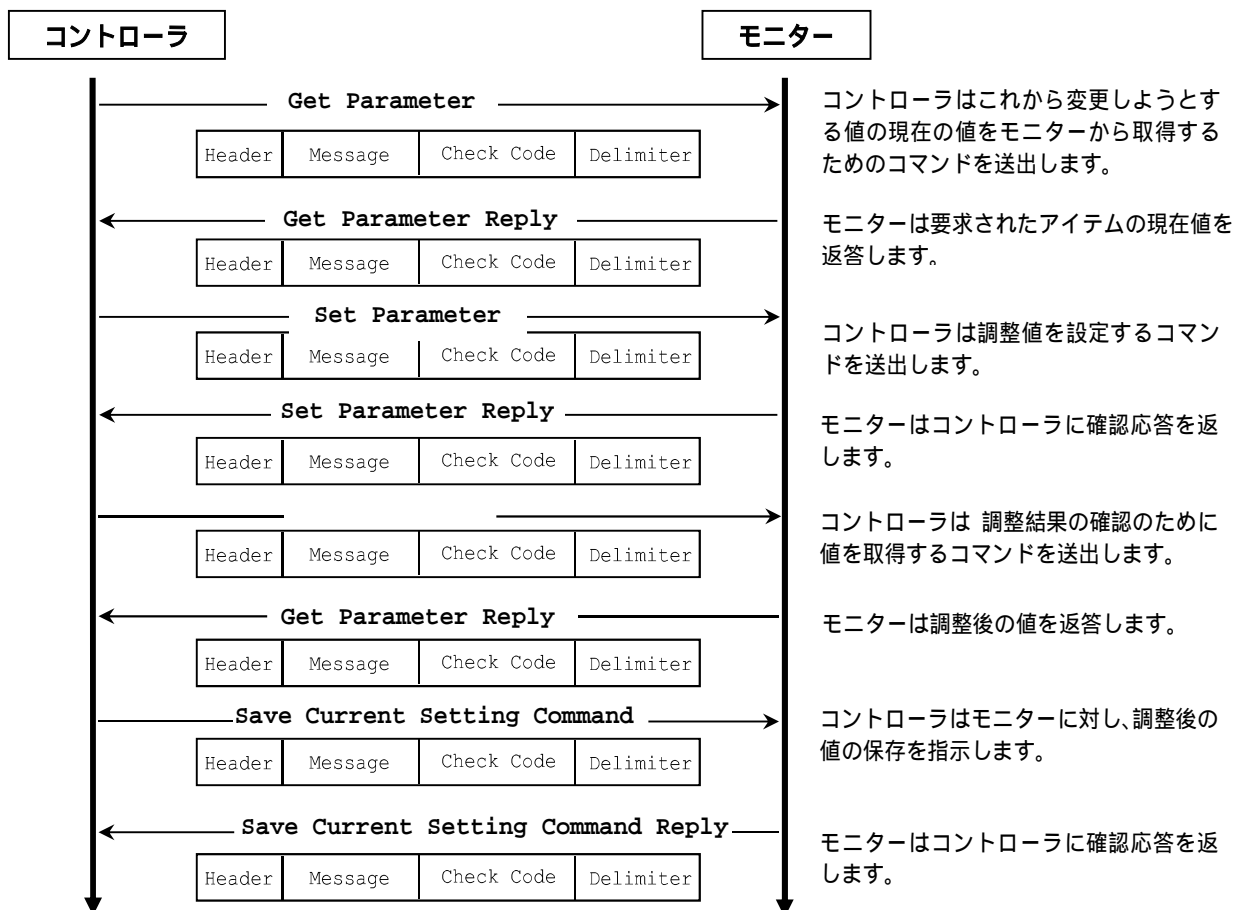 コントローラ
モニター
Get Parameter
Header Message Check Code Delimiter
コントローラはこれから変更しようとす
る値の現在の値をモニターから取得する
ためのコマンドを送出します。
Get Parameter Reply
Header Message Check Code Delimiter
モニターは要求されたアイテムの現在値を
返答します。
Set Parameter
Header Message Check Code Delimiter
コントローラは調整値を設定するコマン
ドを送出します。
Set Parameter Reply
Header Message Check Code Delimiter
モニターはコントローラに確認応答を返
します。
Header Message Check Code Delimiter
コントローラは 調整結果の確認のために
値を取得するコマンドを送出します。
Get Parameter Reply
Header Message Check Code Delimiter
モニターは調整後の値を返答します。
Save Current Setting Command
Header Message Check Code Delimiter
コントローラはモニターに対し、調整後の
値の保存を指示します。
Save Current Setting Command Reply
Header Message Check Code Delimiter
モニターはコントローラに確認応答を返
します。